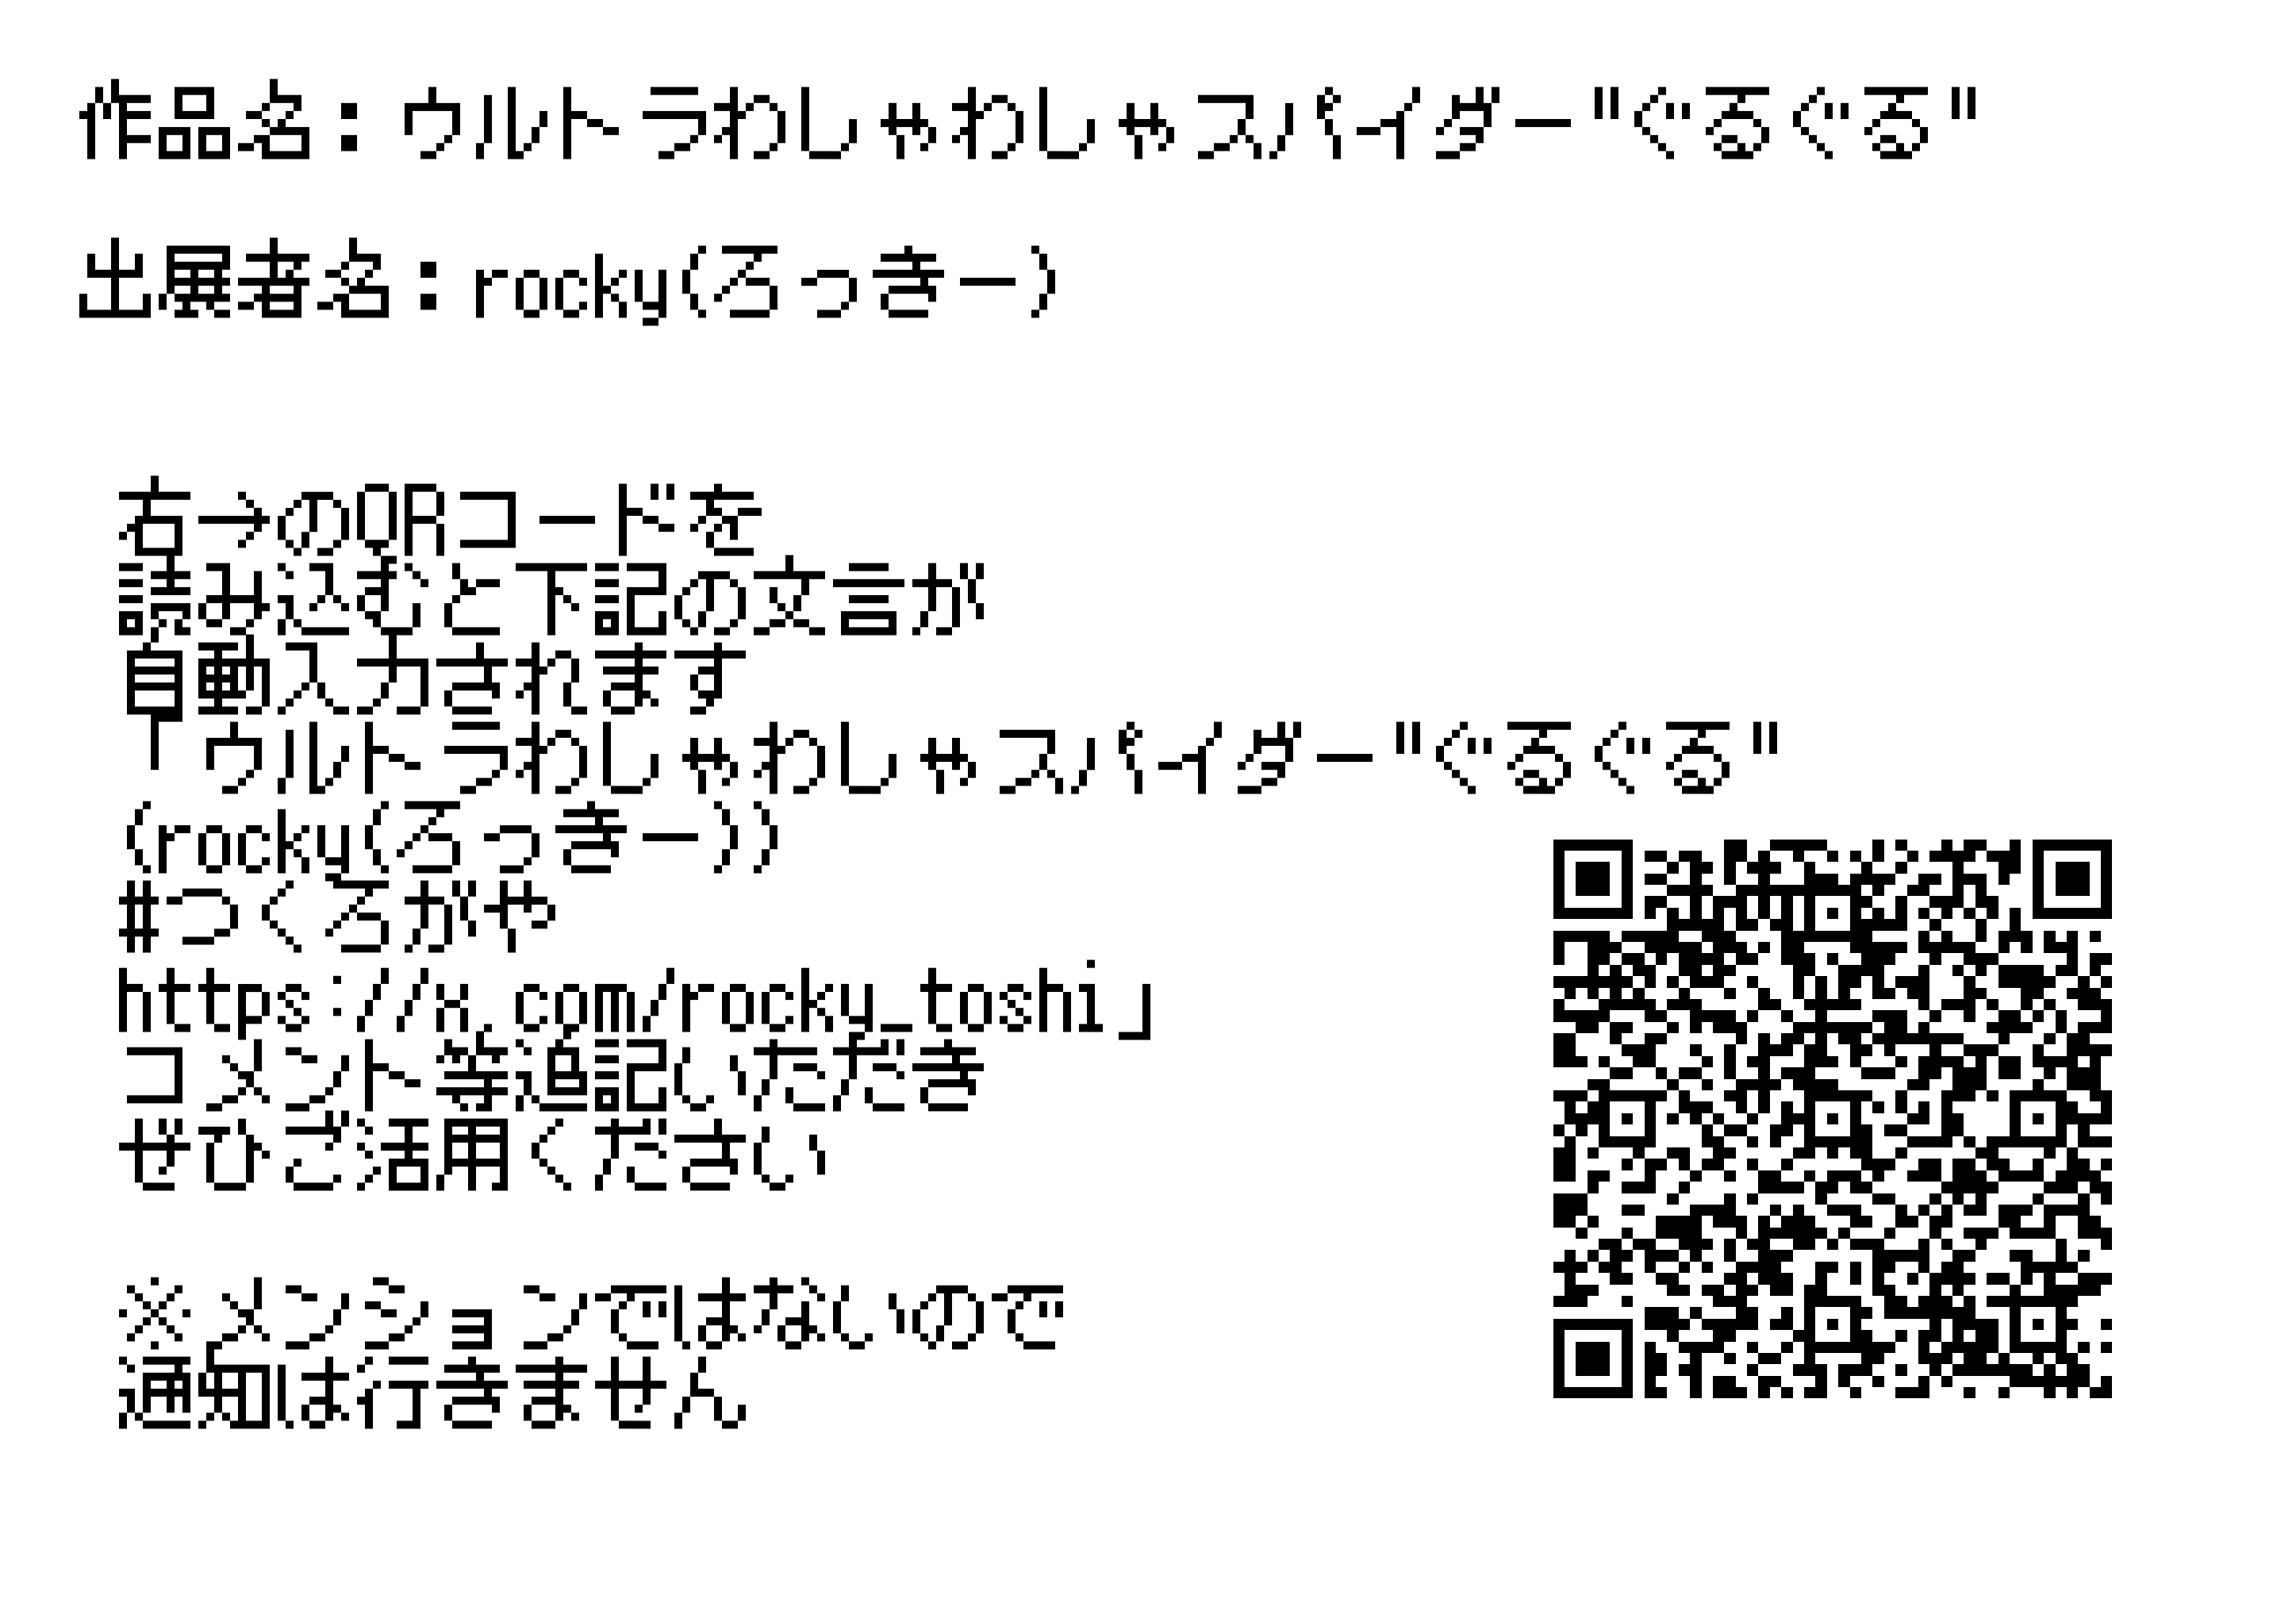 作品名：ウルトラわしゃわしゃスパイダー"ぐるぐる"
出展者名：rocky(ろっきー)
右→のQRコードを
読み込むと下記の文言が
自動入力されます
「ウルトラわしゃわしゃスパイダー"ぐるぐる"
(rocky(ろっきー))
#つくろがや
https://x.com/rocky_toshi」
コメント等追記いただき
ぜひご活用ください
※メンションではないので
通知は行きません